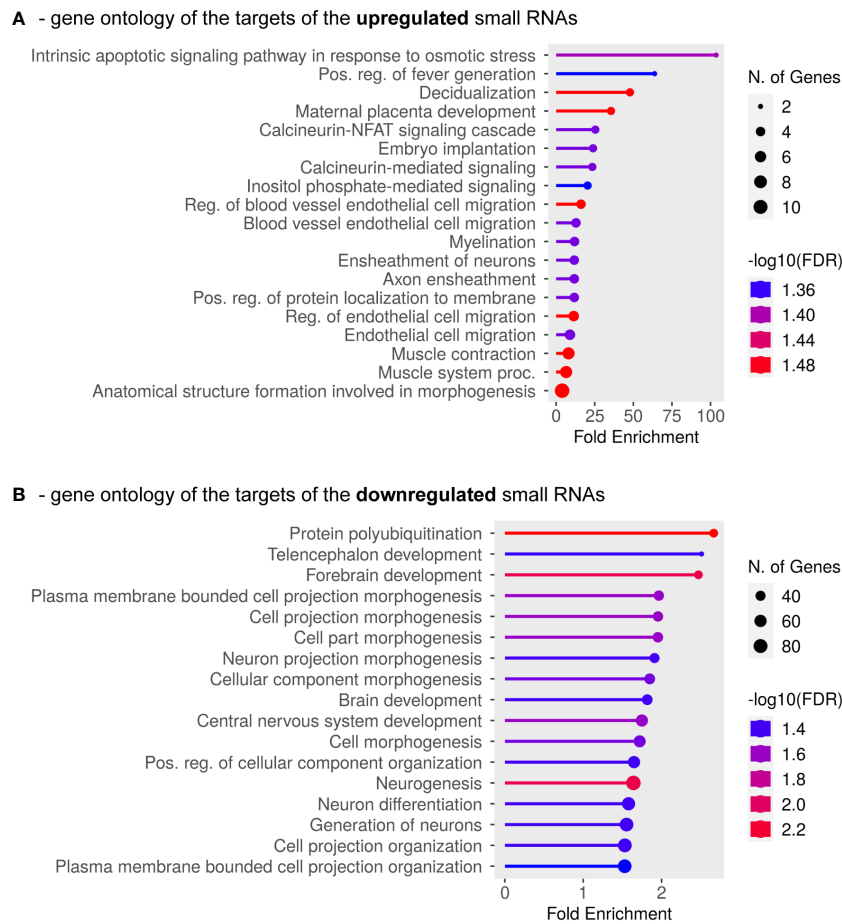 A - gene ontology of the targets of the upregulated small RNAs
Intrinsic apoptotic signaling pathway in response to osmotic stress
Pos. reg. of fever generation
Decidualization
Maternal placenta development
Calcineurin-NFAT signaling cascade
Embryo implantation
Calcineurin-mediated signaling
Inositol phosphate-mediated signaling
Reg. of blood vessel endothelial cell migration
Blood vessel endothelial cell migration
Myelination
Ensheathment of neurons
Axon ensheathment
Pos. reg. of protein localization to membrane
Reg. of endothelial cell migration
Endothelial cell migration
Muscle contraction
Muscle system proc.
Anatomical structure formation involved in morphogenesis
0 25 50 75 100
Fold Enrichment
N. of Genes
2
4
6
8
10
-log10(FDR)
1.36
1.40
1.44
1.48
B - gene ontology of the targets of the downregulated small RNAs
Protein polyubiquitination
Telencephalon development
Forebrain development
Plasma membrane bounded cell projection morphogenesis
Cell projection morphogenesis
Cell part morphogenesis
Neuron projection morphogenesis
Cellular component morphogenesis
Brain development
Central nervous system development
Cell morphogenesis
Pos. reg. of cellular component organization
Neurogenesis
Neuron differentiation
Generation of neurons
Cell projection organization
Plasma membrane bounded cell projection organization
0 1 2
Fold Enrichment
N. of Genes
40
60
80
-log10(FDR)
1.4
1.6
1.8
2.0
2.2